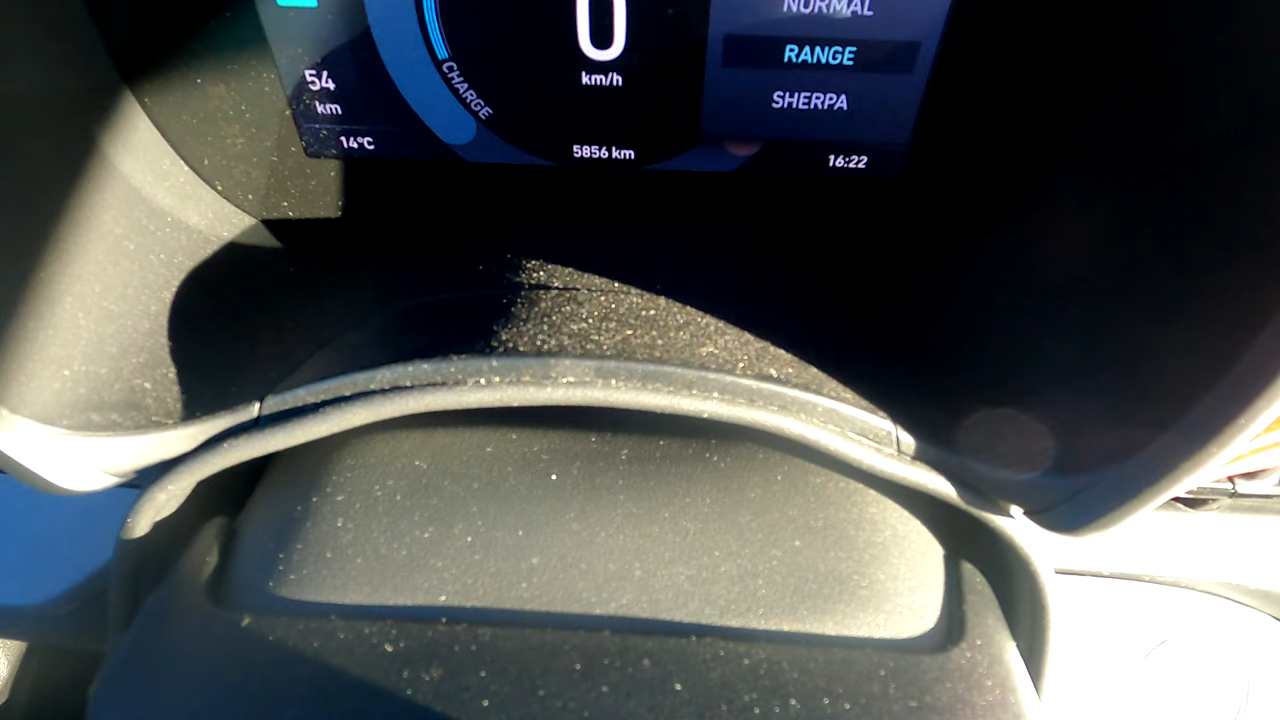 NORMAL
0
RANGE
km/h
CHARGE
54
km
SHERPA
14°C
5856 km
16:22